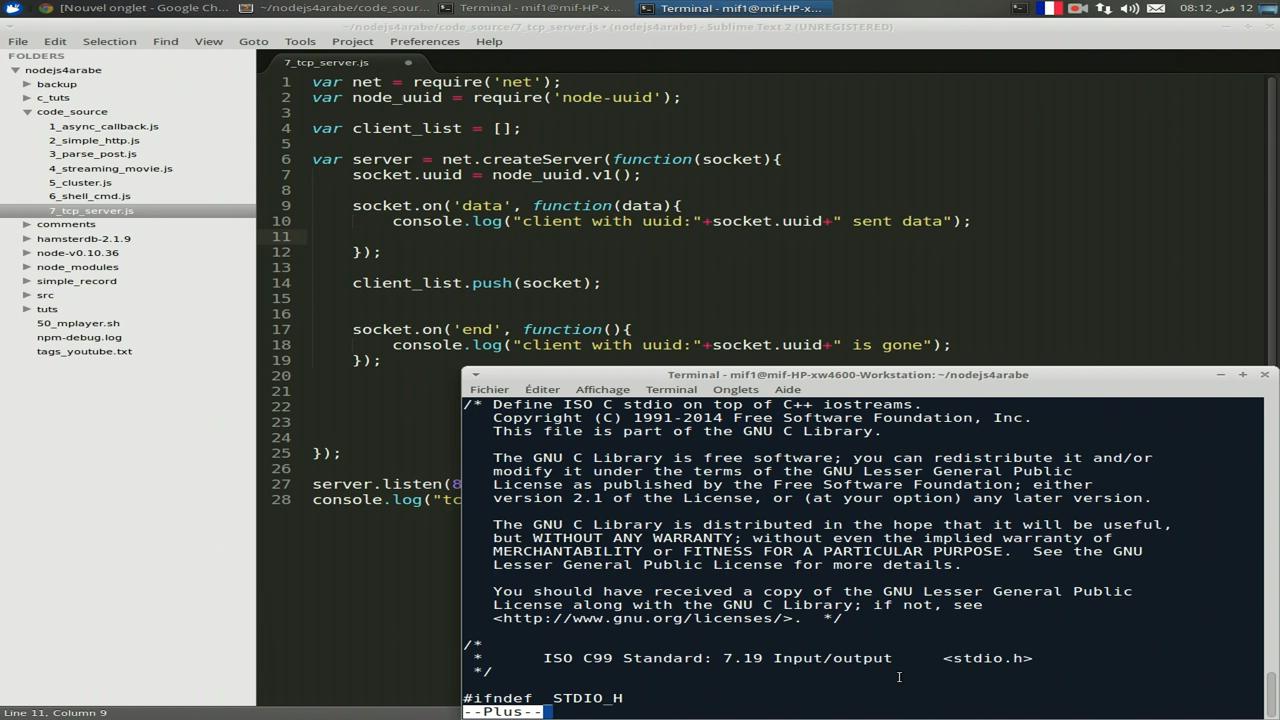 [Nouvel onglet - Google Ch...
~/nodejs4arabe/code_sour...
Terminal - mif1@mif-HP-xw46...
Terminal - mif1@mif-HP-x...
12 فبر, 08:12
~/nodejs4arabe/code_source/7_tcp_server.js • (nodejs4arabe) - Sublime Text 2 (UNREGISTERED)
File Edit Selection Find View Goto Tools Project Preferences Help
FOLDERS
nodejs4arabe
backup
c_tuts
code_source
1_async_callback.js
2_simple_http.js
3_parse_post.js
4_streaming_movie.js
5_cluster.js
6_shell_cmd.js
7_tcp_server.js
comments
hamsterdb-2.1.9
node-v0.10.36
node_modules
simple_record
src
tuts
50_mplayer.sh
npm-debug.log
tags_youtube.txt
7_tcp_server.js
1 var net = require('net');
2 var node_uuid = require('node-uuid');
3
4 var client_list = [];
5
6 var server = net.createServer(function(socket){
7 socket.uuid = node_uuid.v1();
8
9 socket.on('data', function(data){
10 console.log("client with uuid:"+socket.uuid+" sent data");
11
12 });
13
14 client_list.push(socket);
15
16
17 socket.on('end', function(){
18 console.log("client with uuid:"+socket.uuid+" is gone");
19 });
20
21
22
23
24
25 });
26
27 server.listen(8
28 console.log("tc
Terminal - mif1@mif-HP-xw4600-Workstation: ~/nodejs4arabe
Fichier Éditer Affichage Terminal Onglets Aide
/* Define ISO C stdio on top of C++ iostreams.
Copyright (C) 1991-2014 Free Software Foundation, Inc.
This file is part of the GNU C Library.
The GNU C Library is free software; you can redistribute it and/or
modify it under the terms of the GNU Lesser General Public
License as published by the Free Software Foundation; either
version 2.1 of the License, or (at your option) any later version.
The GNU C Library is distributed in the hope that it will be useful,
but WITHOUT ANY WARRANTY; without even the implied warranty of
MERCHANTABILITY or FITNESS FOR A PARTICULAR PURPOSE. See the GNU
Lesser General Public License for more details.
You should have received a copy of the GNU Lesser General Public
License along with the GNU C Library; if not, see
<http://www.gnu.org/licenses/>. */
/*
* ISO C99 Standard: 7.19 Input/output <stdio.h>
*/
#ifndef _STDIO_H
--Plus--
Line 11, Column 9